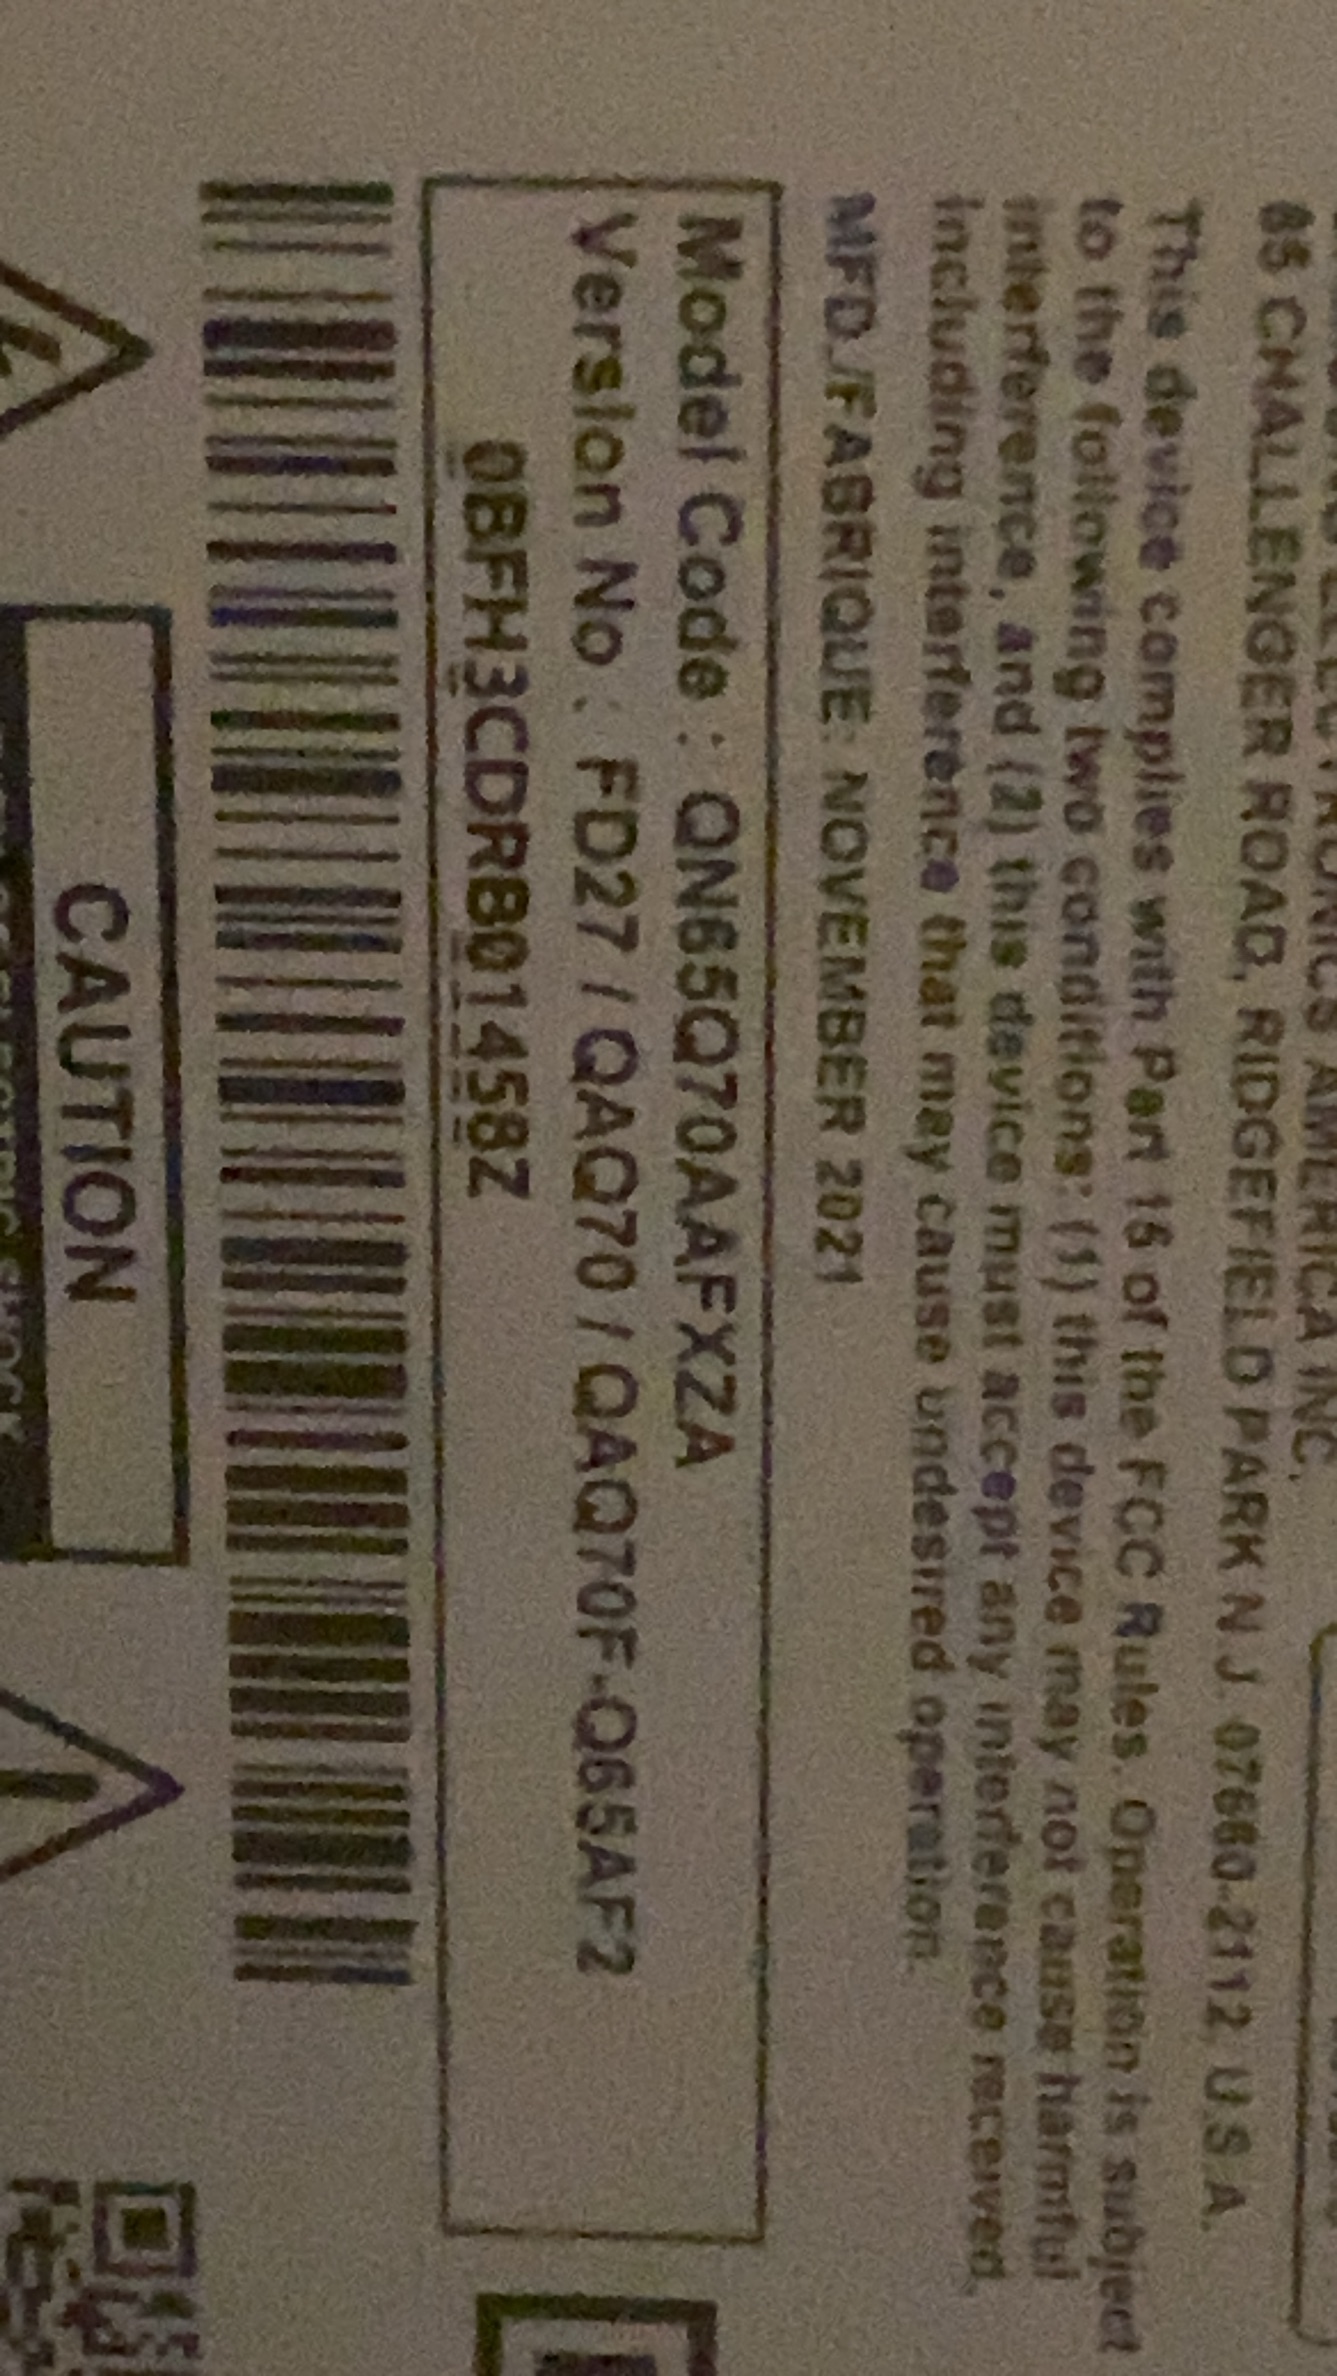 AMERICA INC.
85 CHALLENGER ROAD, RIDGEFIELD PARK N.J. 07660-2112 U.S.A.
This device complies with Part 15 of the FCC Rules. Operation is subject
to the following two conditions: (1) this device may not cause harmful
interference, and (2) this device must accept any interference received,
including interference that may cause undesired operation.
MFD./FABRIQUE: NOVEMBER 2021
Model Code : QN65Q70AAFXZA
Version No : FD27 / QAQ70 / QAQ70F-Q65AF2
0BFH3CDRB01458Z
CAUTION